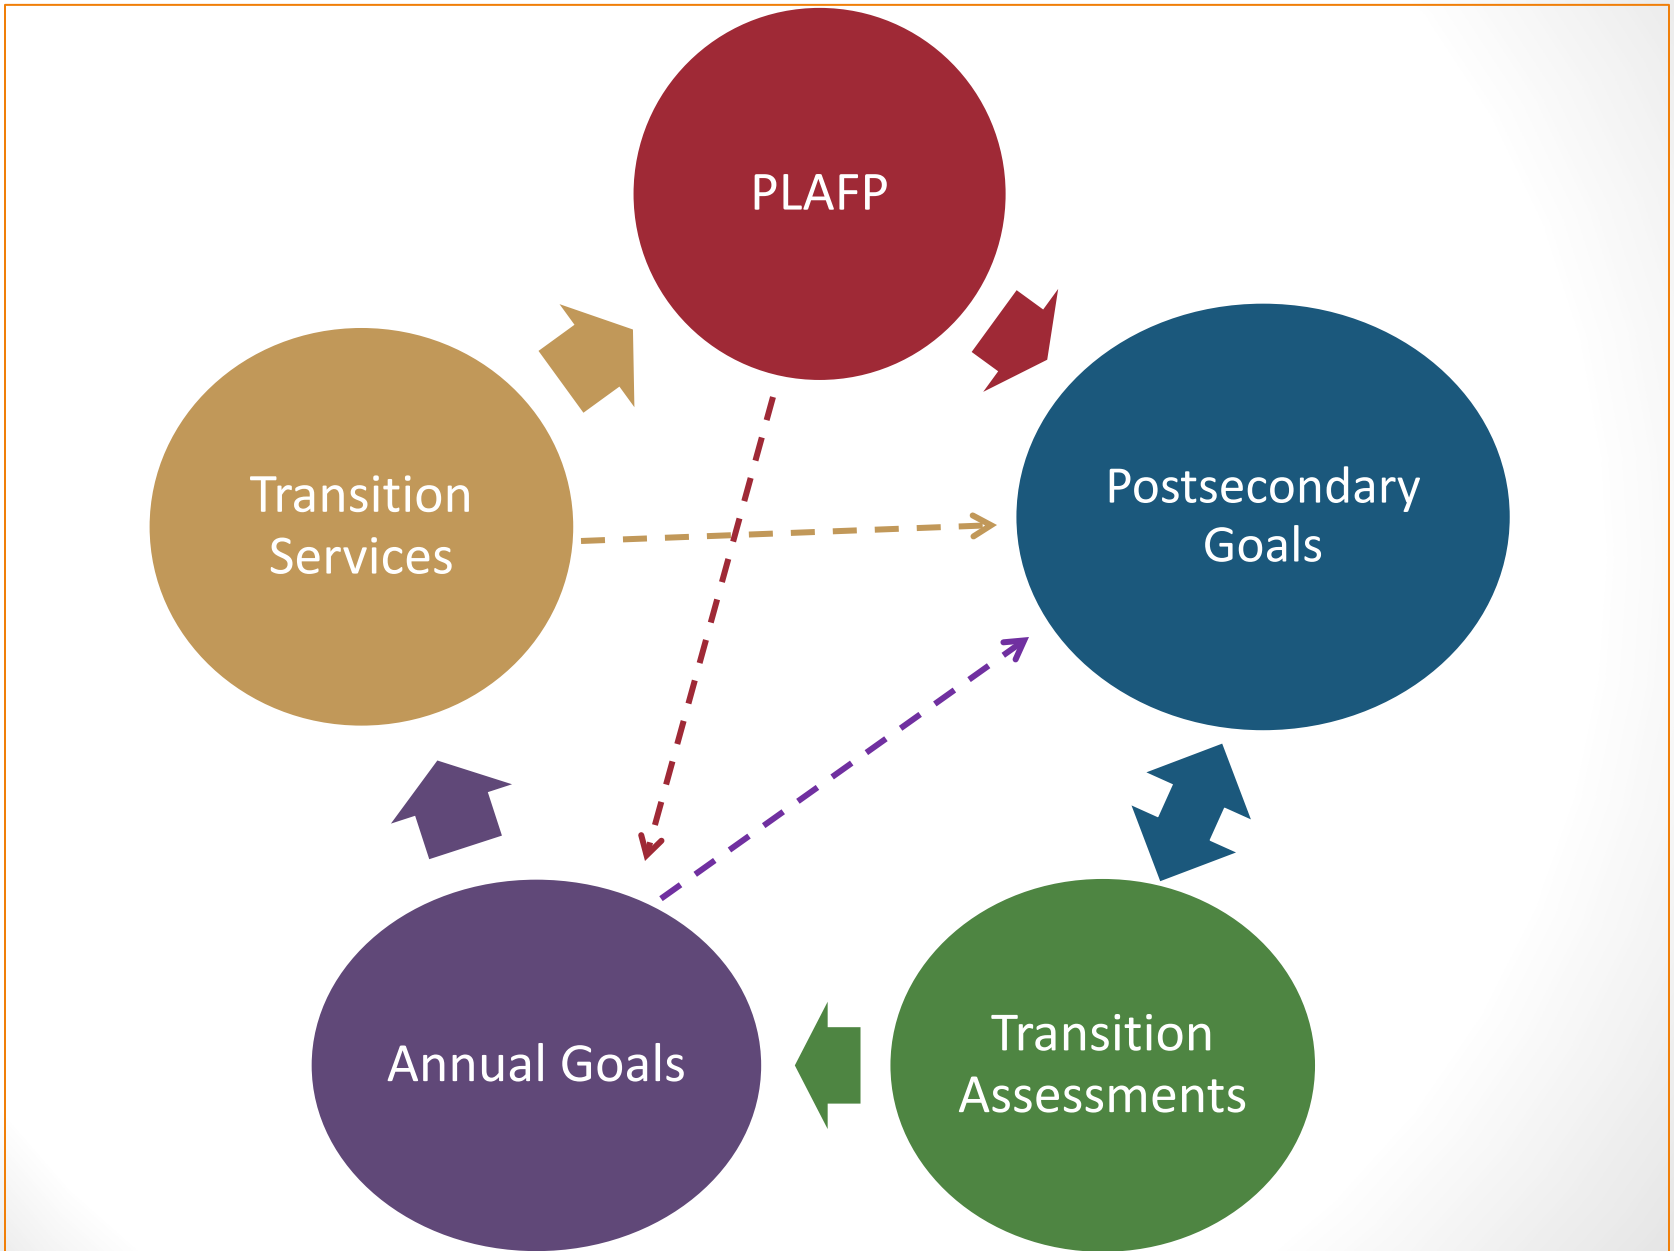 PLAFP
Postsecondary
Goals
Transition
Assessments
Annual Goals
Transition
Services